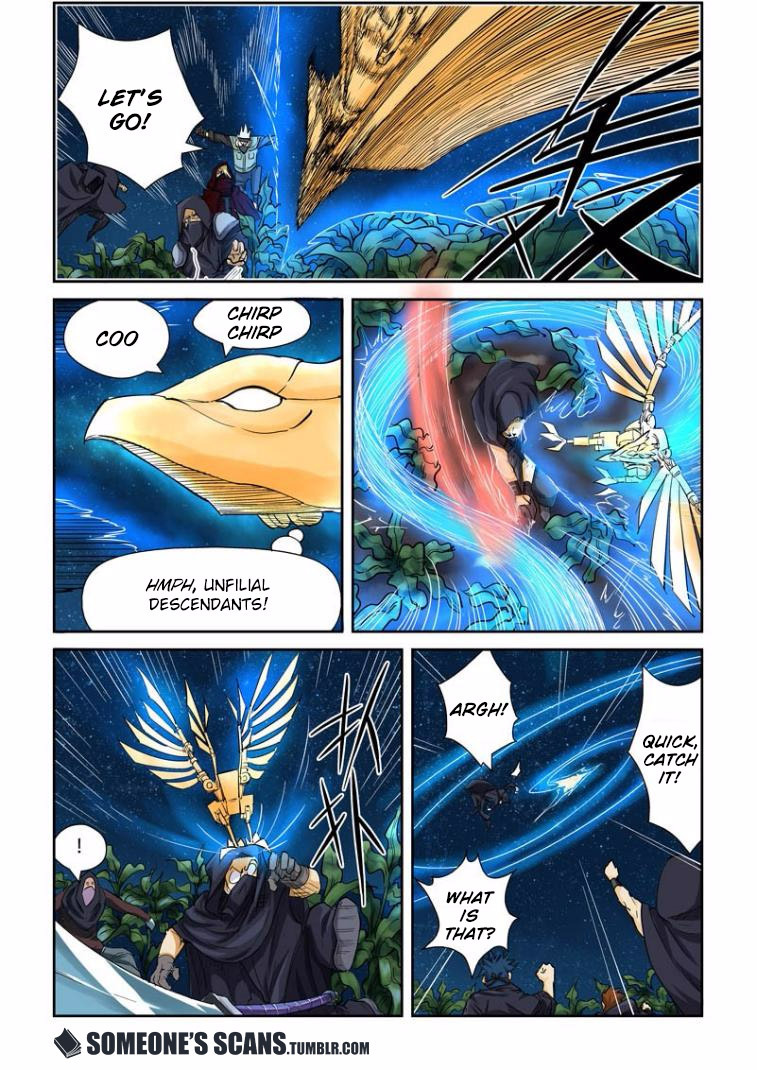 LET'S
GO!
COO
CHIRP
CHIRP
HMPH, UNFILIAL
DESCENDANTS!
!
ARGH!
QUICK,
CATCH
IT!
WHAT
IS
THAT?
SOMEONE'S SCANS.TUMBLR.COM